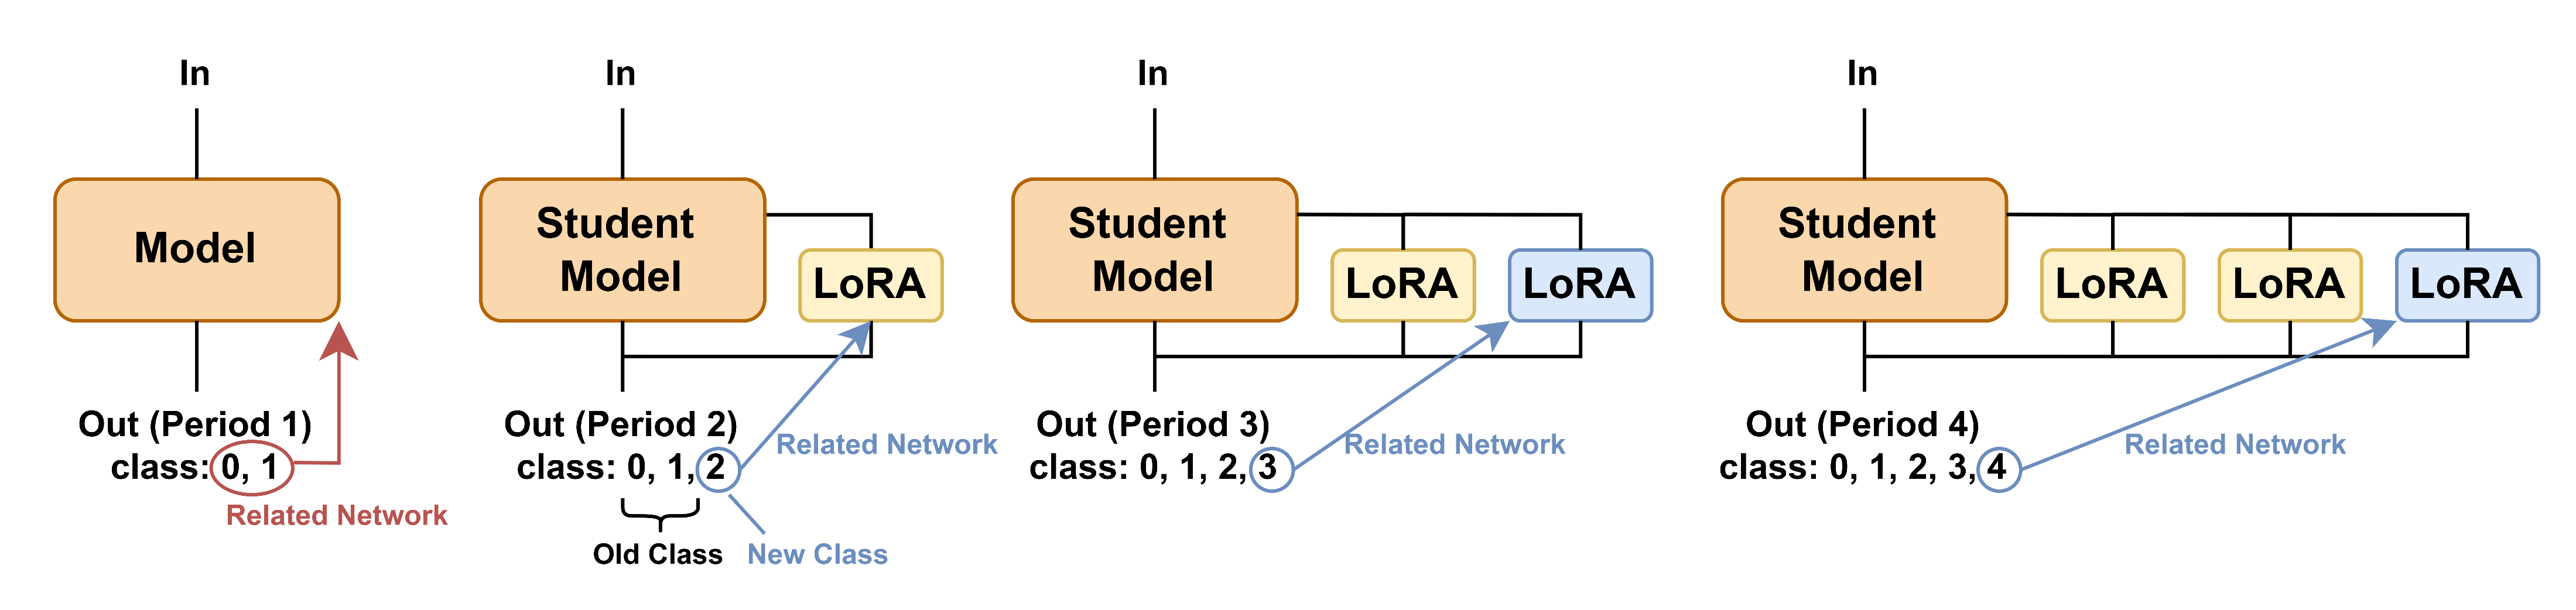 In
Model
Out (Period 1)
class: 0, 1
Related Network
In
Student
Model
LoRA
Out (Period 2)
class: 0, 1, 2
Related Network
Old Class
New Class
In
Student
Model
LoRA
LoRA
Out (Period 3)
class: 0, 1, 2, 3
Related Network
In
Student
Model
LoRA
LoRA
LoRA
Out (Period 4)
class: 0, 1, 2, 3, 4
Related Network